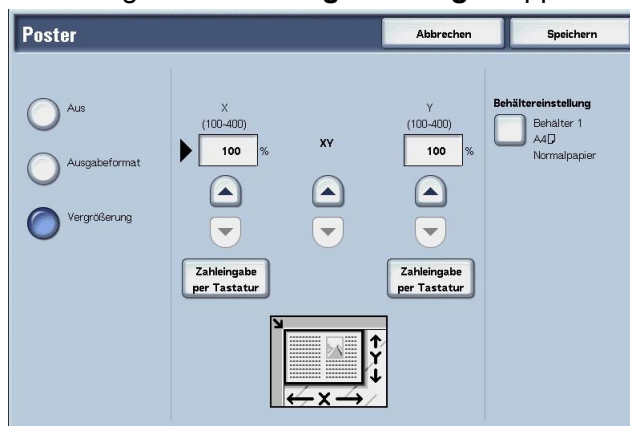 Poster
Abbrechen
Speichern
Aus
Ausgabeformat
Vergrößerung
X
(100-400)
100 %
Zahleingabe
per Tastatur
XY
Y
(100-400)
100 %
Zahleingabe
per Tastatur
Behältereinstellung
Behälter 1
A4
Normalpapier
Y
X